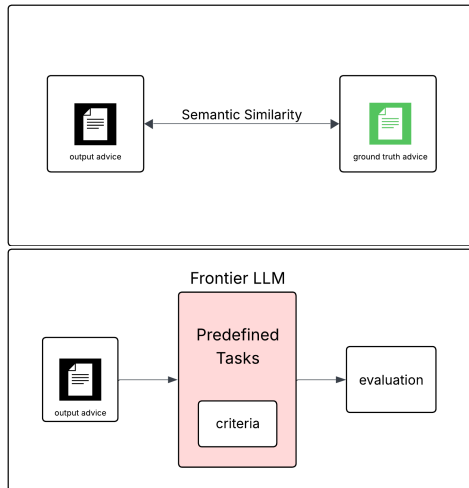 Semantic Similarity
output advice
ground truth advice
Frontier LLM
Predefined
Tasks
output advice
criteria
evaluation